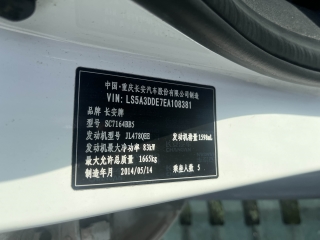 中国·重庆长安汽车股份有限公司制造
VIN: LS5A3DDE7EA108381
品牌 长安牌
型号 SC7164BB5
发动机型号 JL478QEE 发动机排量 1598mL
发动机最大净功率 83kW
最大允许总质量 1665kg
制造年月 2014/05/14 乘坐人数 5